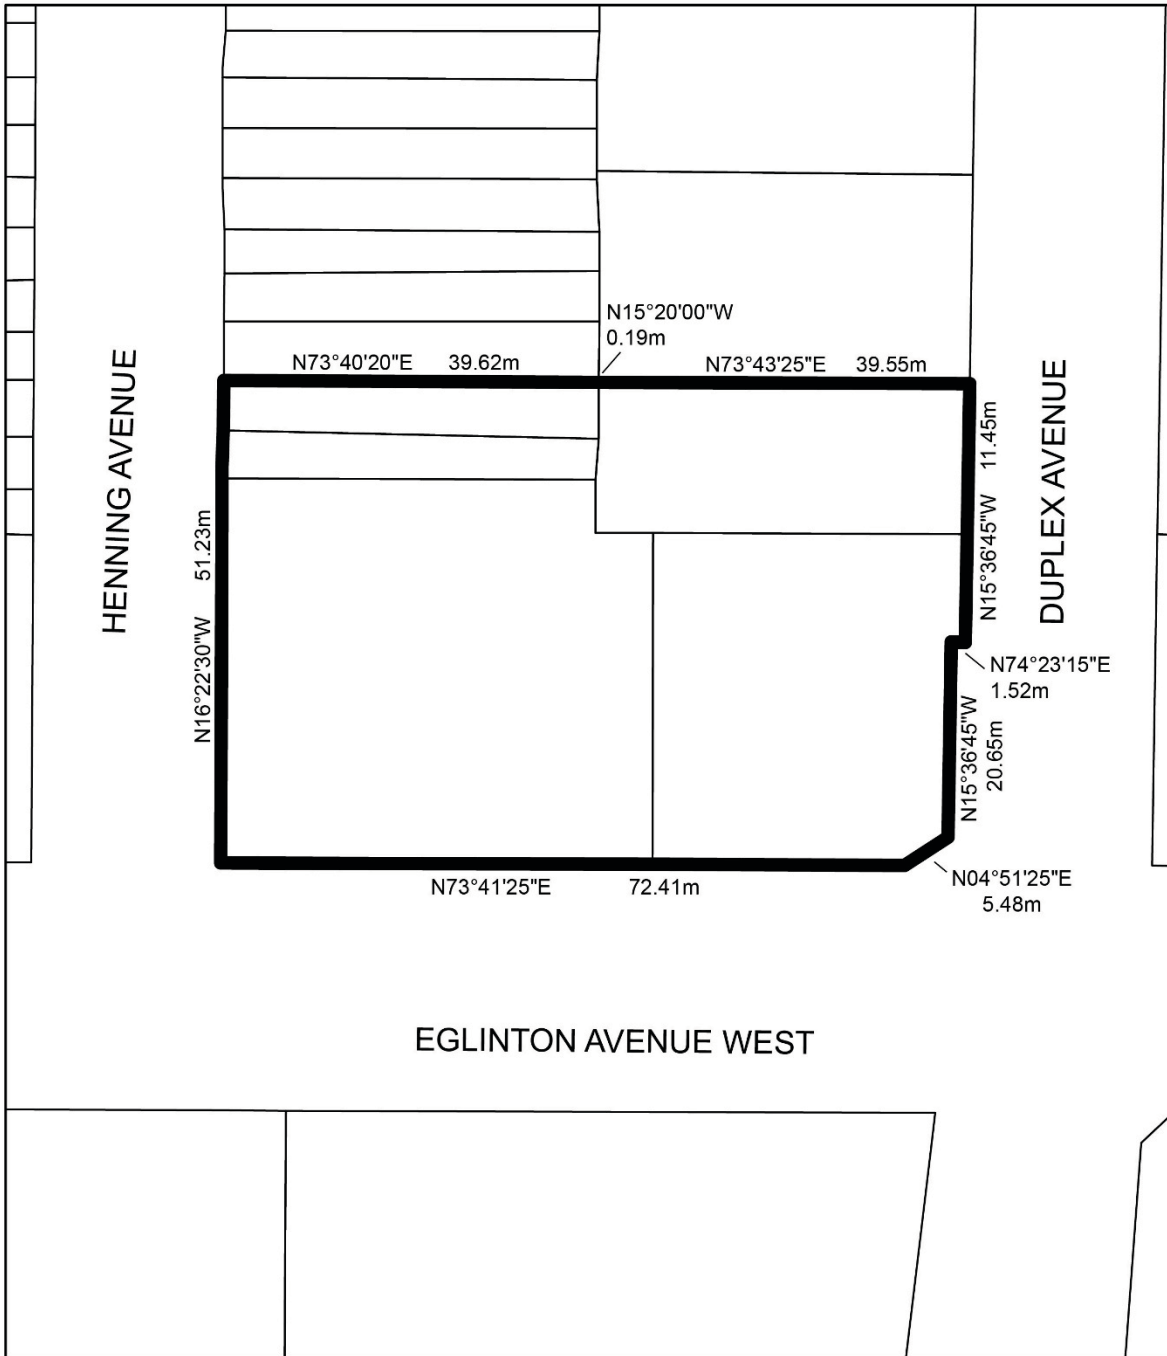 N15°20'00"W
0.19m
N73°40'20"E 39.62m
N73°43'25"E 39.55m
HENNING AVENUE
N16°22'30"W 51.23m
N15°36'45"W 11.45m
DUPLEX AVENUE
N74°23'15"E
1.52m
N15°36'45"W
20.65m
N73°41'25"E 72.41m
N04°51'25"E
5.48m
EGLINTON AVENUE WEST